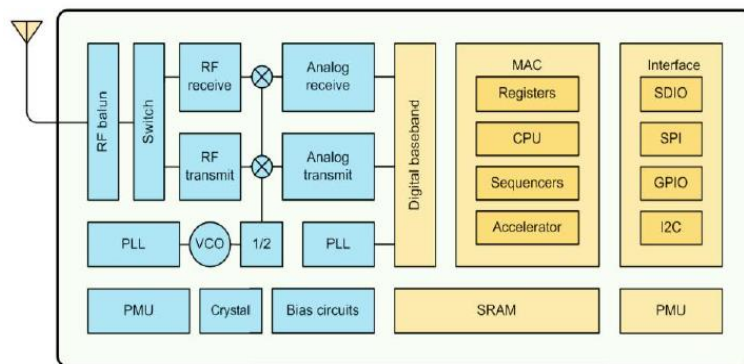 RF balun
Switch
RF
receive
Analog
receive
RF
transmit
Analog
transmit
PLL
VCO
1/2
PLL
Digital baseband
MAC
Registers
CPU
Sequencers
Accelerator
Interface
SDIO
SPI
GPIO
I2C
PMU
Crystal
Bias circuits
SRAM
PMU